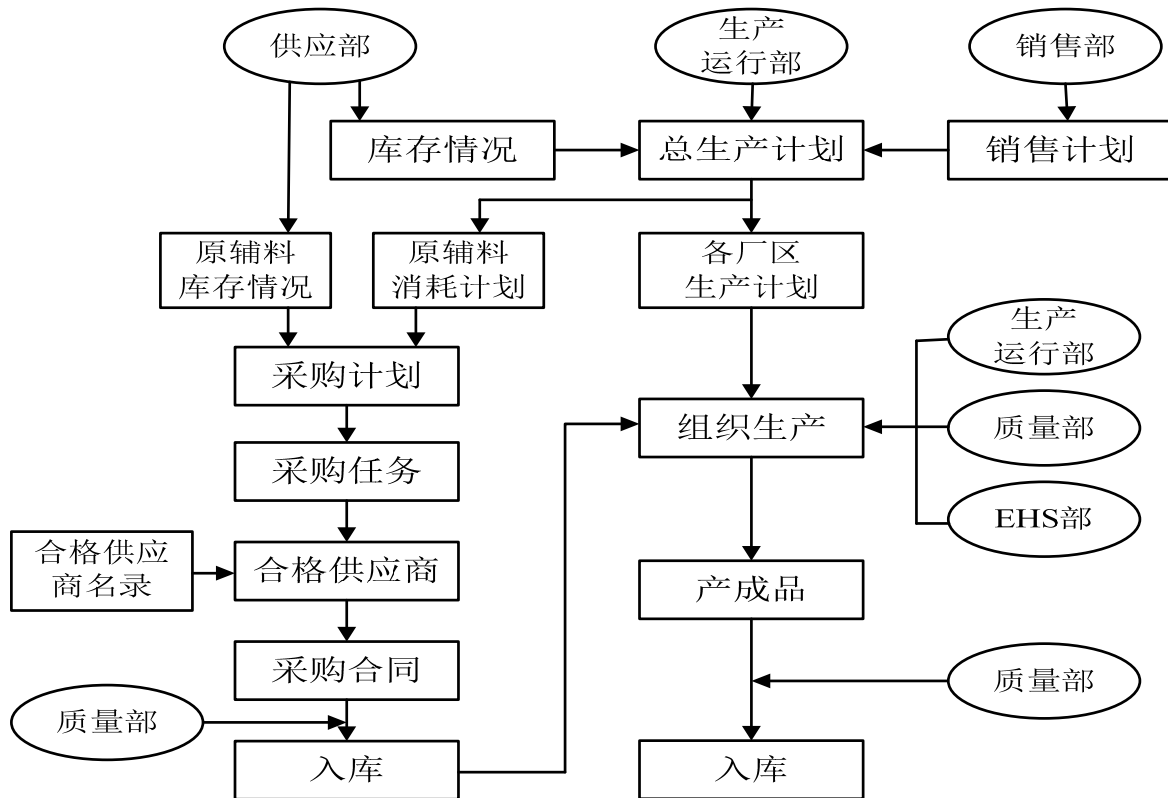 供应部
生产
运行部
销售部
库存情况
总生产计划
销售计划
原辅料
库存情况
原辅料
消耗计划
各厂区
生产计划
生产
运行部
采购计划
组织生产
质量部
采购任务
EHS部
合格供应
商名录
合格供应商
产成品
采购合同
质量部
质量部
入库
入库